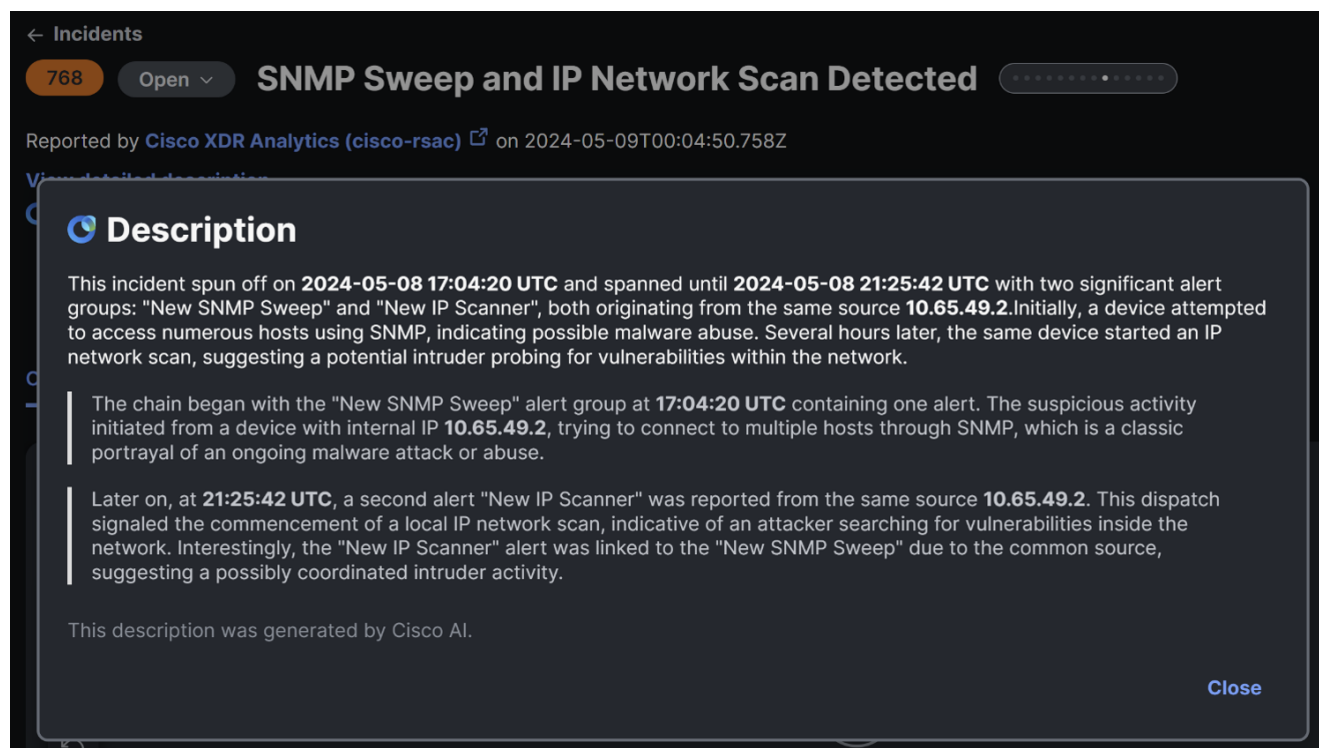 ← Incidents
768 Open SNMP Sweep and IP Network Scan Detected
Reported by Cisco XDR Analytics (cisco-rsac) on 2024-05-09T00:04:50.758Z
View detailed description
Description
This incident spun off on 2024-05-08 17:04:20 UTC and spanned until 2024-05-08 21:25:42 UTC with two significant alert
groups: "New SNMP Sweep" and "New IP Scanner", both originating from the same source 10.65.49.2.Initially, a device attempted
to access numerous hosts using SNMP, indicating possible malware abuse. Several hours later, the same device started an IP
network scan, suggesting a potential intruder probing for vulnerabilities within the network.
The chain began with the "New SNMP Sweep" alert group at 17:04:20 UTC containing one alert. The suspicious activity
initiated from a device with internal IP 10.65.49.2, trying to connect to multiple hosts through SNMP, which is a classic
portrayal of an ongoing malware attack or abuse.
Later on, at 21:25:42 UTC, a second alert "New IP Scanner" was reported from the same source 10.65.49.2. This dispatch
signaled the commencement of a local IP network scan, indicative of an attacker searching for vulnerabilities inside the
network. Interestingly, the "New IP Scanner" alert was linked to the "New SNMP Sweep" due to the common source,
suggesting a possibly coordinated intruder activity.
This description was generated by Cisco AI.
Close